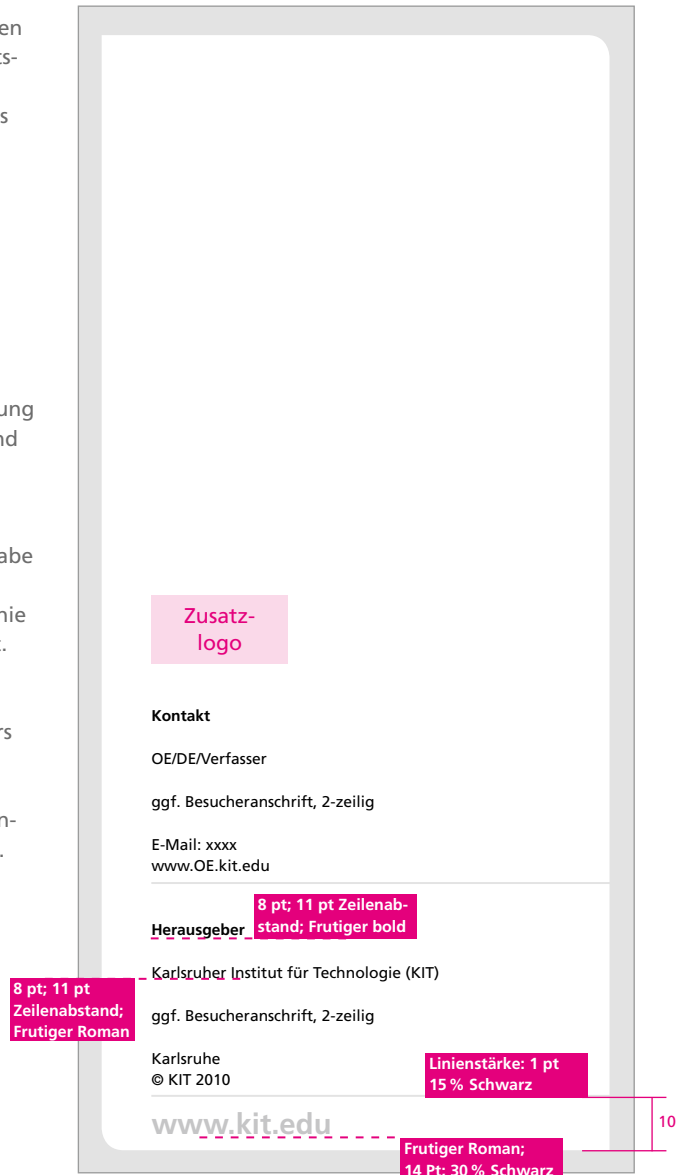 en
ts-
s
ung
nd
abe
nie
rs
n-
.
Zusatz-
logo
Kontakt
OE/DE/Verfasser
ggf. Besucheranschrift, 2-zeilig
E-Mail: xxxx
www.OE.kit.edu
8 pt; 11 pt Zeilenab-
stand; Frutiger bold
Herausgeber
Karlsruher Institut für Technologie (KIT)
8 pt; 11 pt
Zeilenabstand;
Frutiger Roman
ggf. Besucheranschrift, 2-zeilig
Karlsruhe
© KIT 2010
Linienstärke: 1 pt
15 % Schwarz
www.kit.edu
10
Frutiger Roman;
14 Pt; 30 % Schwarz